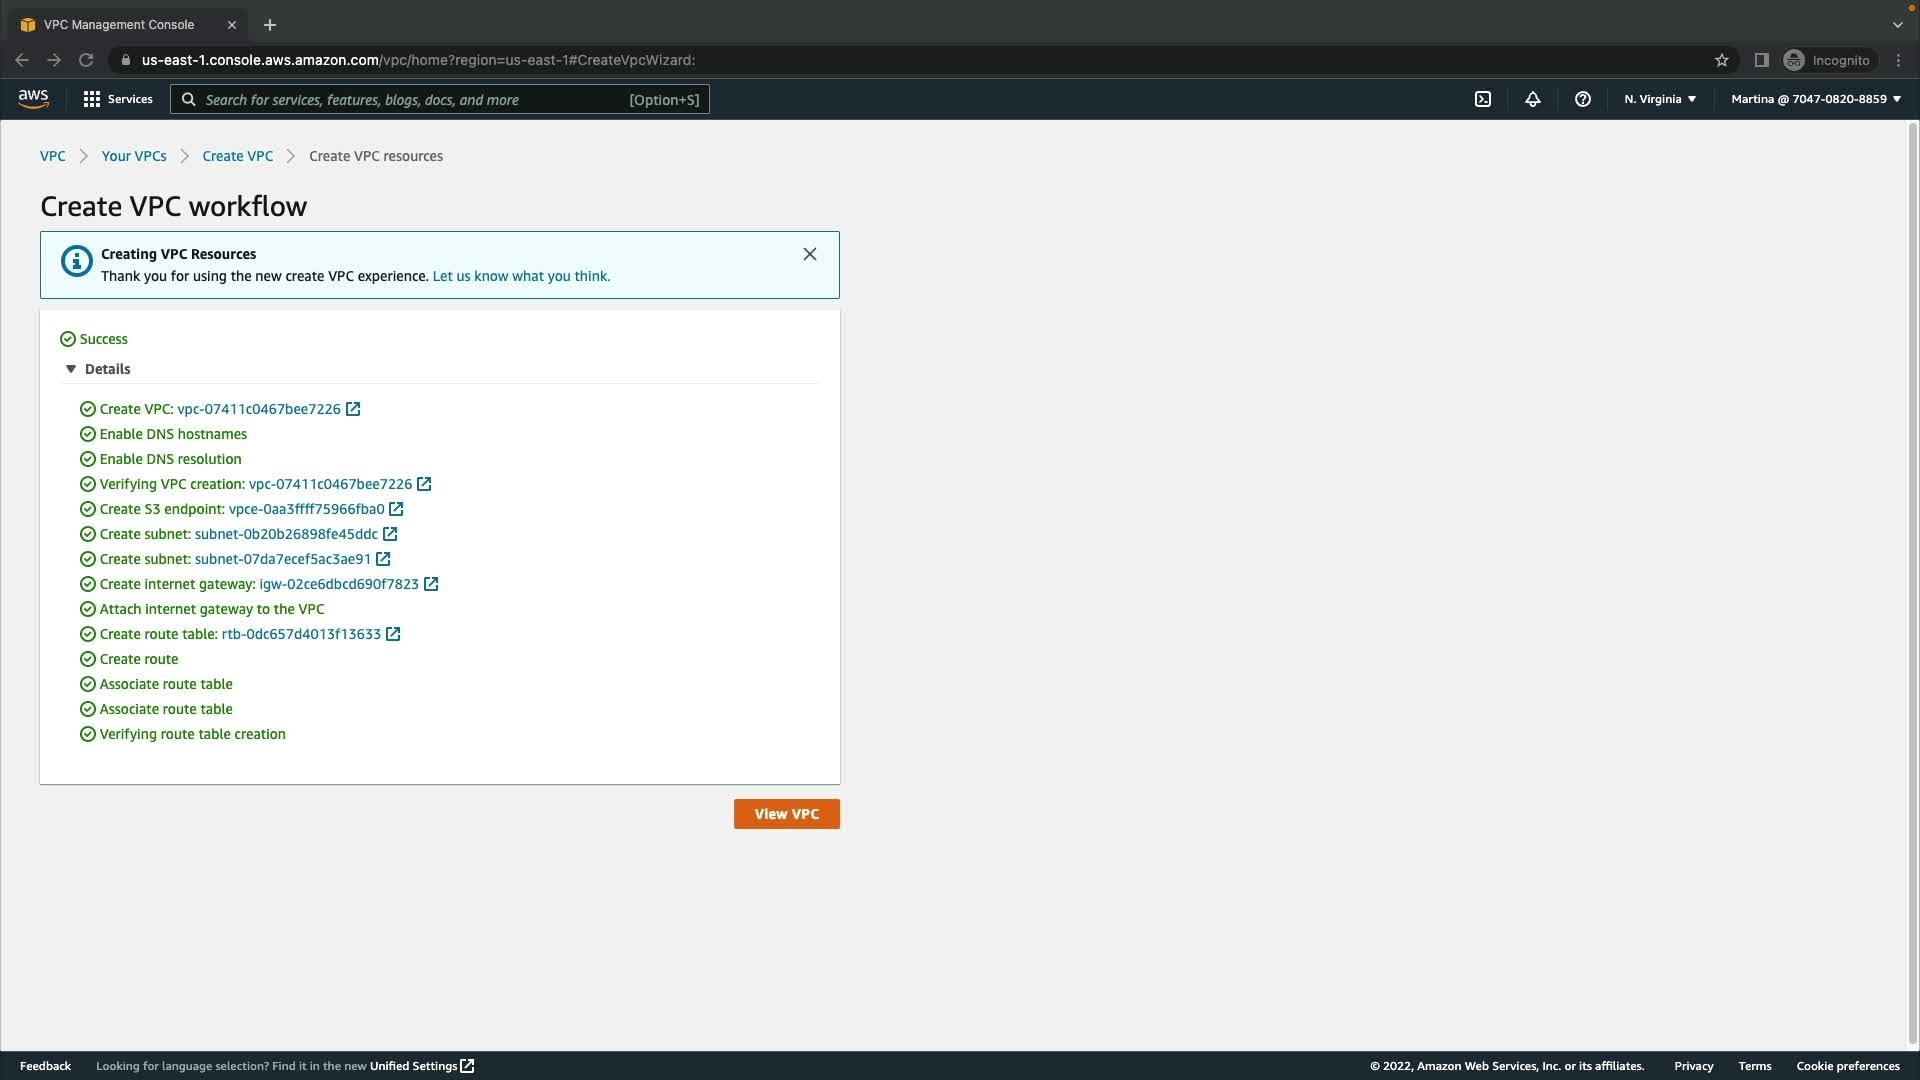 VPC Management Console
us-east-1.console.aws.amazon.com/vpc/home?region=us-east-1#CreateVpcWizard:
Incognito
aws
Services
Search for services, features, blogs, docs, and more [Option+S]
N. Virginia
Martina @ 7047-0820-8859
VPC > Your VPCs > Create VPC > Create VPC resources
Create VPC workflow
Creating VPC Resources
Thank you for using the new create VPC experience. Let us know what you think.
Success
Details
Create VPC: vpc-07411c0467bee7226
Enable DNS hostnames
Enable DNS resolution
Verifying VPC creation: vpc-07411c0467bee7226
Create S3 endpoint: vpce-0aa3ffff75966fba0
Create subnet: subnet-0b20b26898fe45ddc
Create subnet: subnet-07da7ecef5ac3ae91
Create internet gateway: igw-02ce6dbcd690f7823
Attach internet gateway to the VPC
Create route table: rtb-0dc657d4013f13633
Create route
Associate route table
Associate route table
Verifying route table creation
View VPC
Feedback
Looking for language selection? Find it in the new Unified Settings
© 2022, Amazon Web Services, Inc. or its affiliates.
Privacy
Terms
Cookie preferences